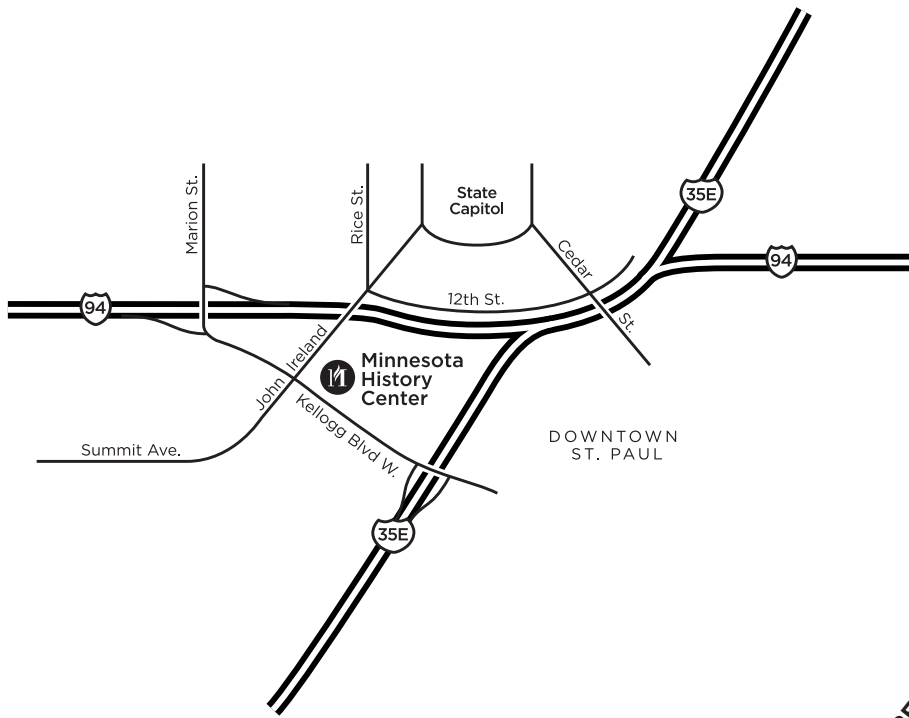 35E
State
Capitol
Marion St.
Rice St.
Cedar
St.
94
12th St.
94
John Ireland
Minnesota
History
Center
Kellogg Blvd W.
Summit Ave.
DOWNTOWN
ST. PAUL
35E